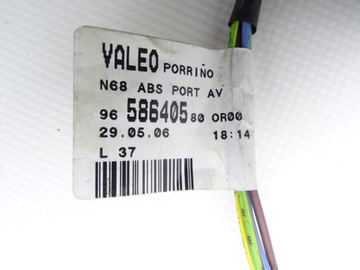 VALEO PORRIÑO
N68 ABS PORT AV
96 586405 80 OR00
29.05.06 18:14
L 37